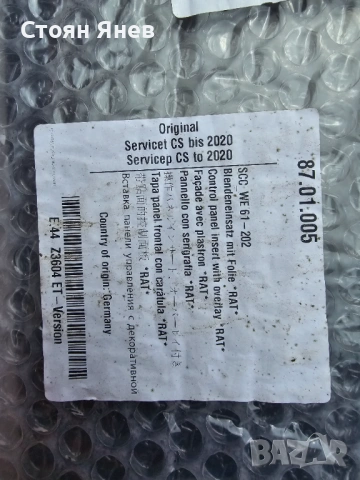 Стоян Янев
Original
Servicet CS bis 2020
Servicep CS to 2020
87.01.005
SCC WE 61-202
Blendeneinsatz mit Folie *RAT*
Control panel insert with overlay *RAT*
Façade avec plastron *RAT*
Pannello con serigrafia *RAT*
Tapa panel frontal con carátula *RAT*
*RAT*
Вставка панели управления с декоративной
Country of origin: Germany
E 44 Z3604 ET-Version
BAZAR